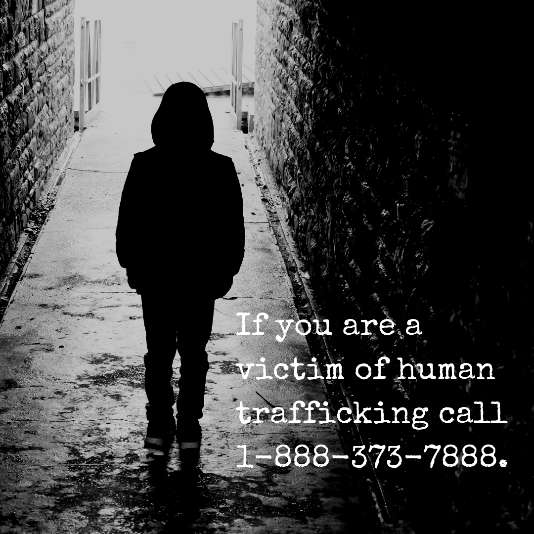 If you are a
victim of human
trafficking call
1-888-373-7888.